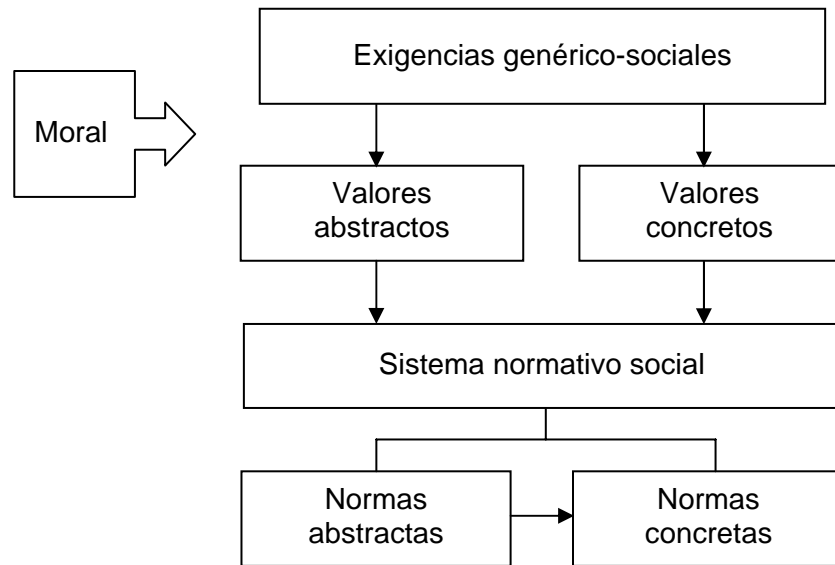 Exigencias genérico-sociales
Moral
Valores
abstractos
Valores
concretos
Sistema normativo social
Normas
abstractas
Normas
concretas